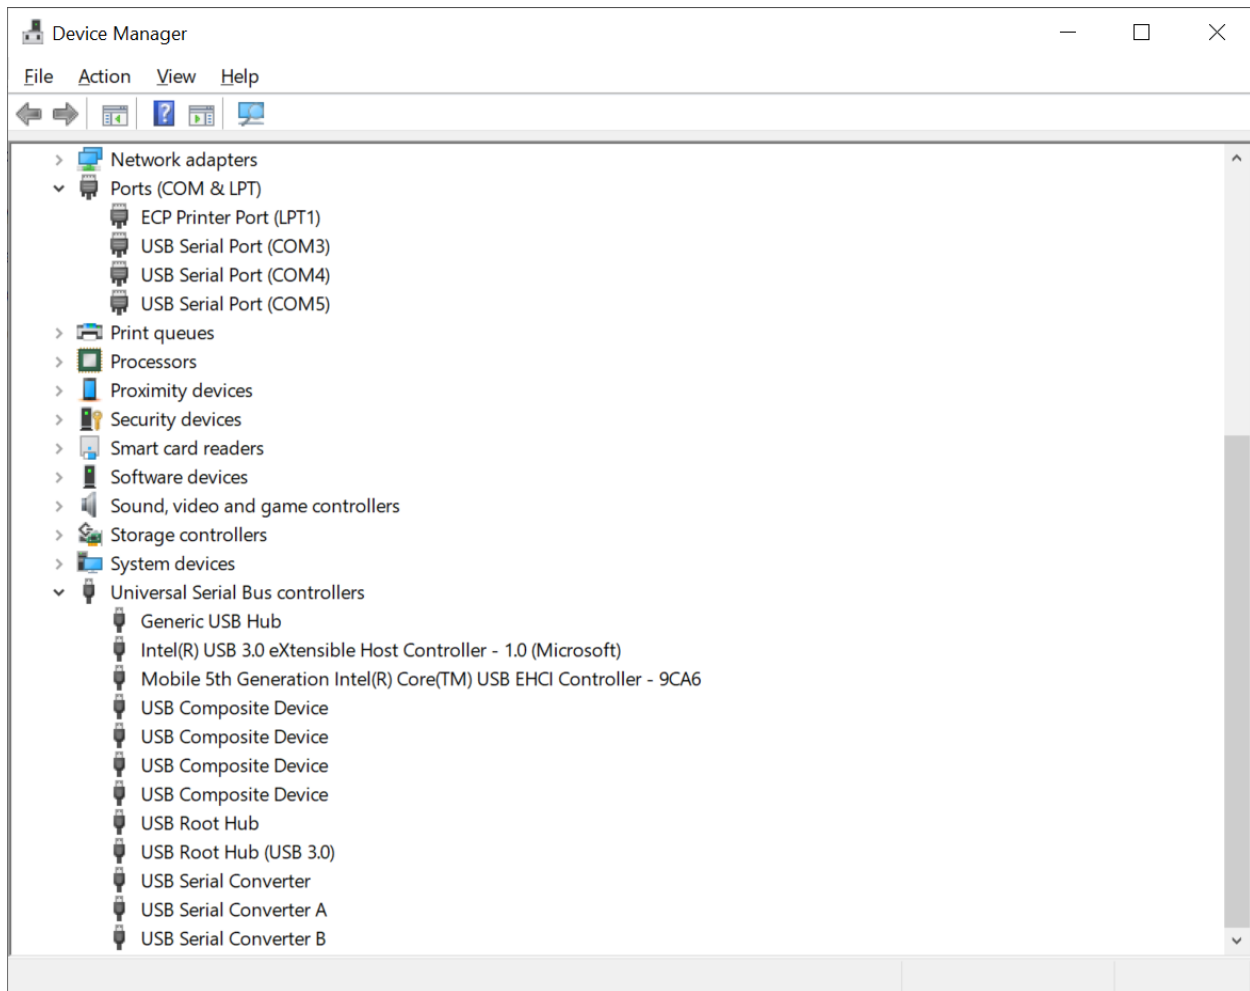 Device Manager
File Action View Help
Network adapters
Ports (COM & LPT)
ECP Printer Port (LPT1)
USB Serial Port (COM3)
USB Serial Port (COM4)
USB Serial Port (COM5)
Print queues
Processors
Proximity devices
Security devices
Smart card readers
Software devices
Sound, video and game controllers
Storage controllers
System devices
Universal Serial Bus controllers
Generic USB Hub
Intel(R) USB 3.0 eXtensible Host Controller - 1.0 (Microsoft)
Mobile 5th Generation Intel(R) Core(TM) USB EHCI Controller - 9CA6
USB Composite Device
USB Composite Device
USB Composite Device
USB Composite Device
USB Root Hub
USB Root Hub (USB 3.0)
USB Serial Converter
USB Serial Converter A
USB Serial Converter B